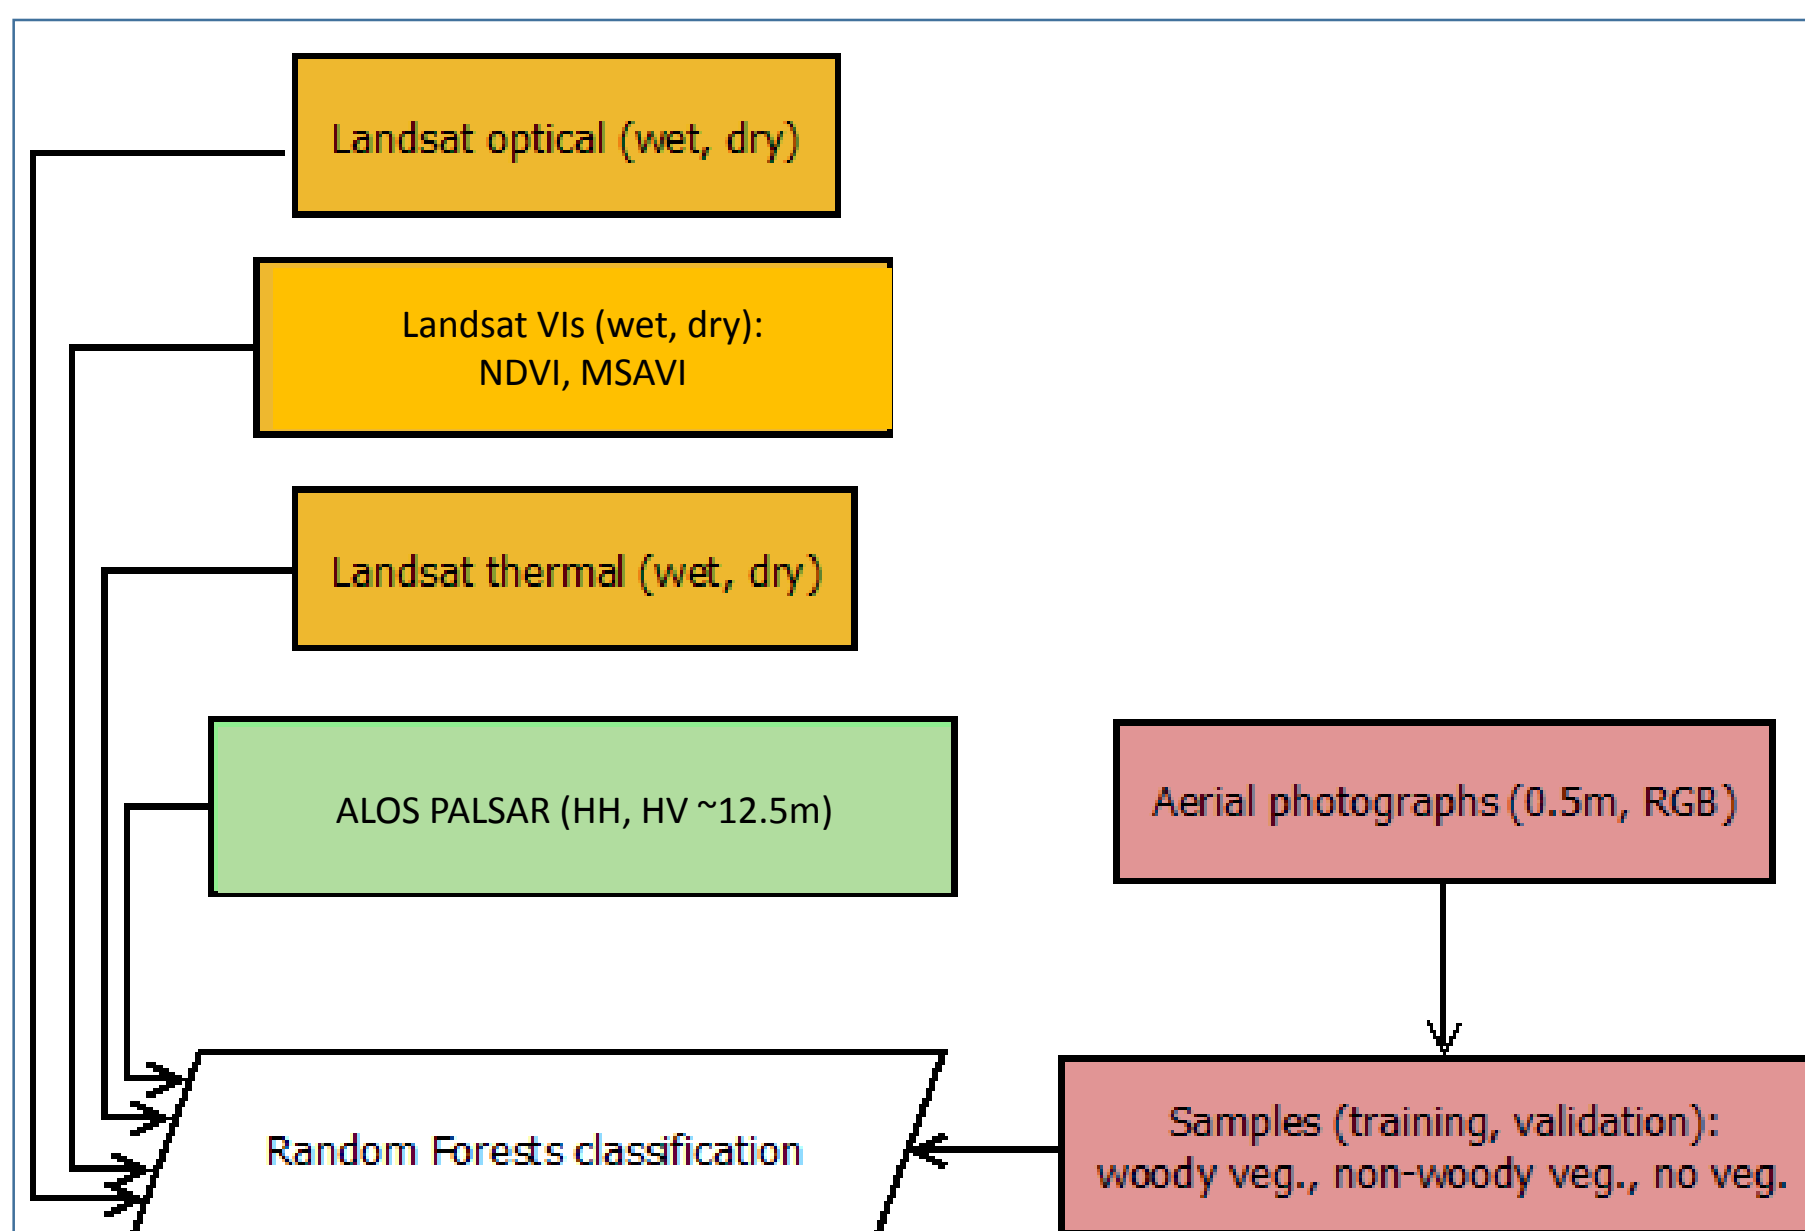 Landsat optical (wet, dry)
Landsat VIs (wet, dry):
NDVI, MSAVI
Landsat thermal (wet, dry)
ALOS PALSAR (HH, HV ~12.5m)
Aerial photographs (0.5m, RGB)
Random Forests classification
Samples (training, validation):
woody veg., non-woody veg., no veg.